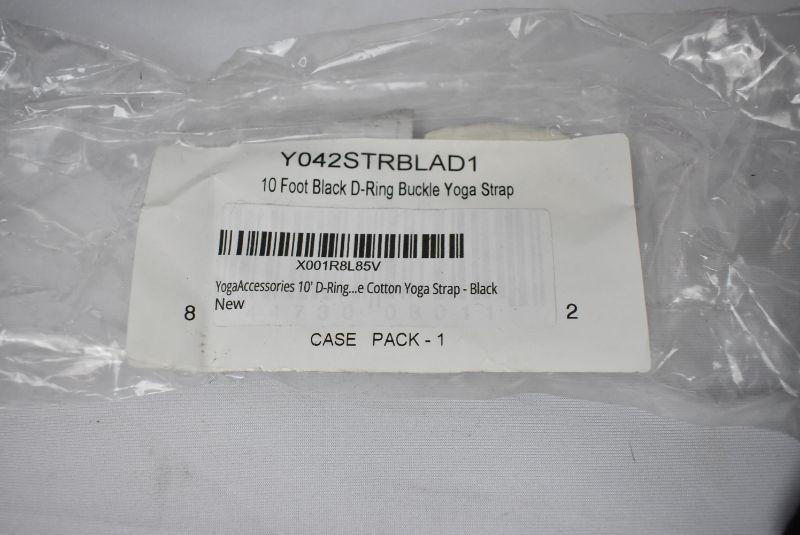 Y042STRBLAD1
10 Foot Black D-Ring Buckle Yoga Strap
X001R8L85V
YogaAccessories 10' D-Ring...e Cotton Yoga Strap - Black
New
8 2
CASE PACK - 1